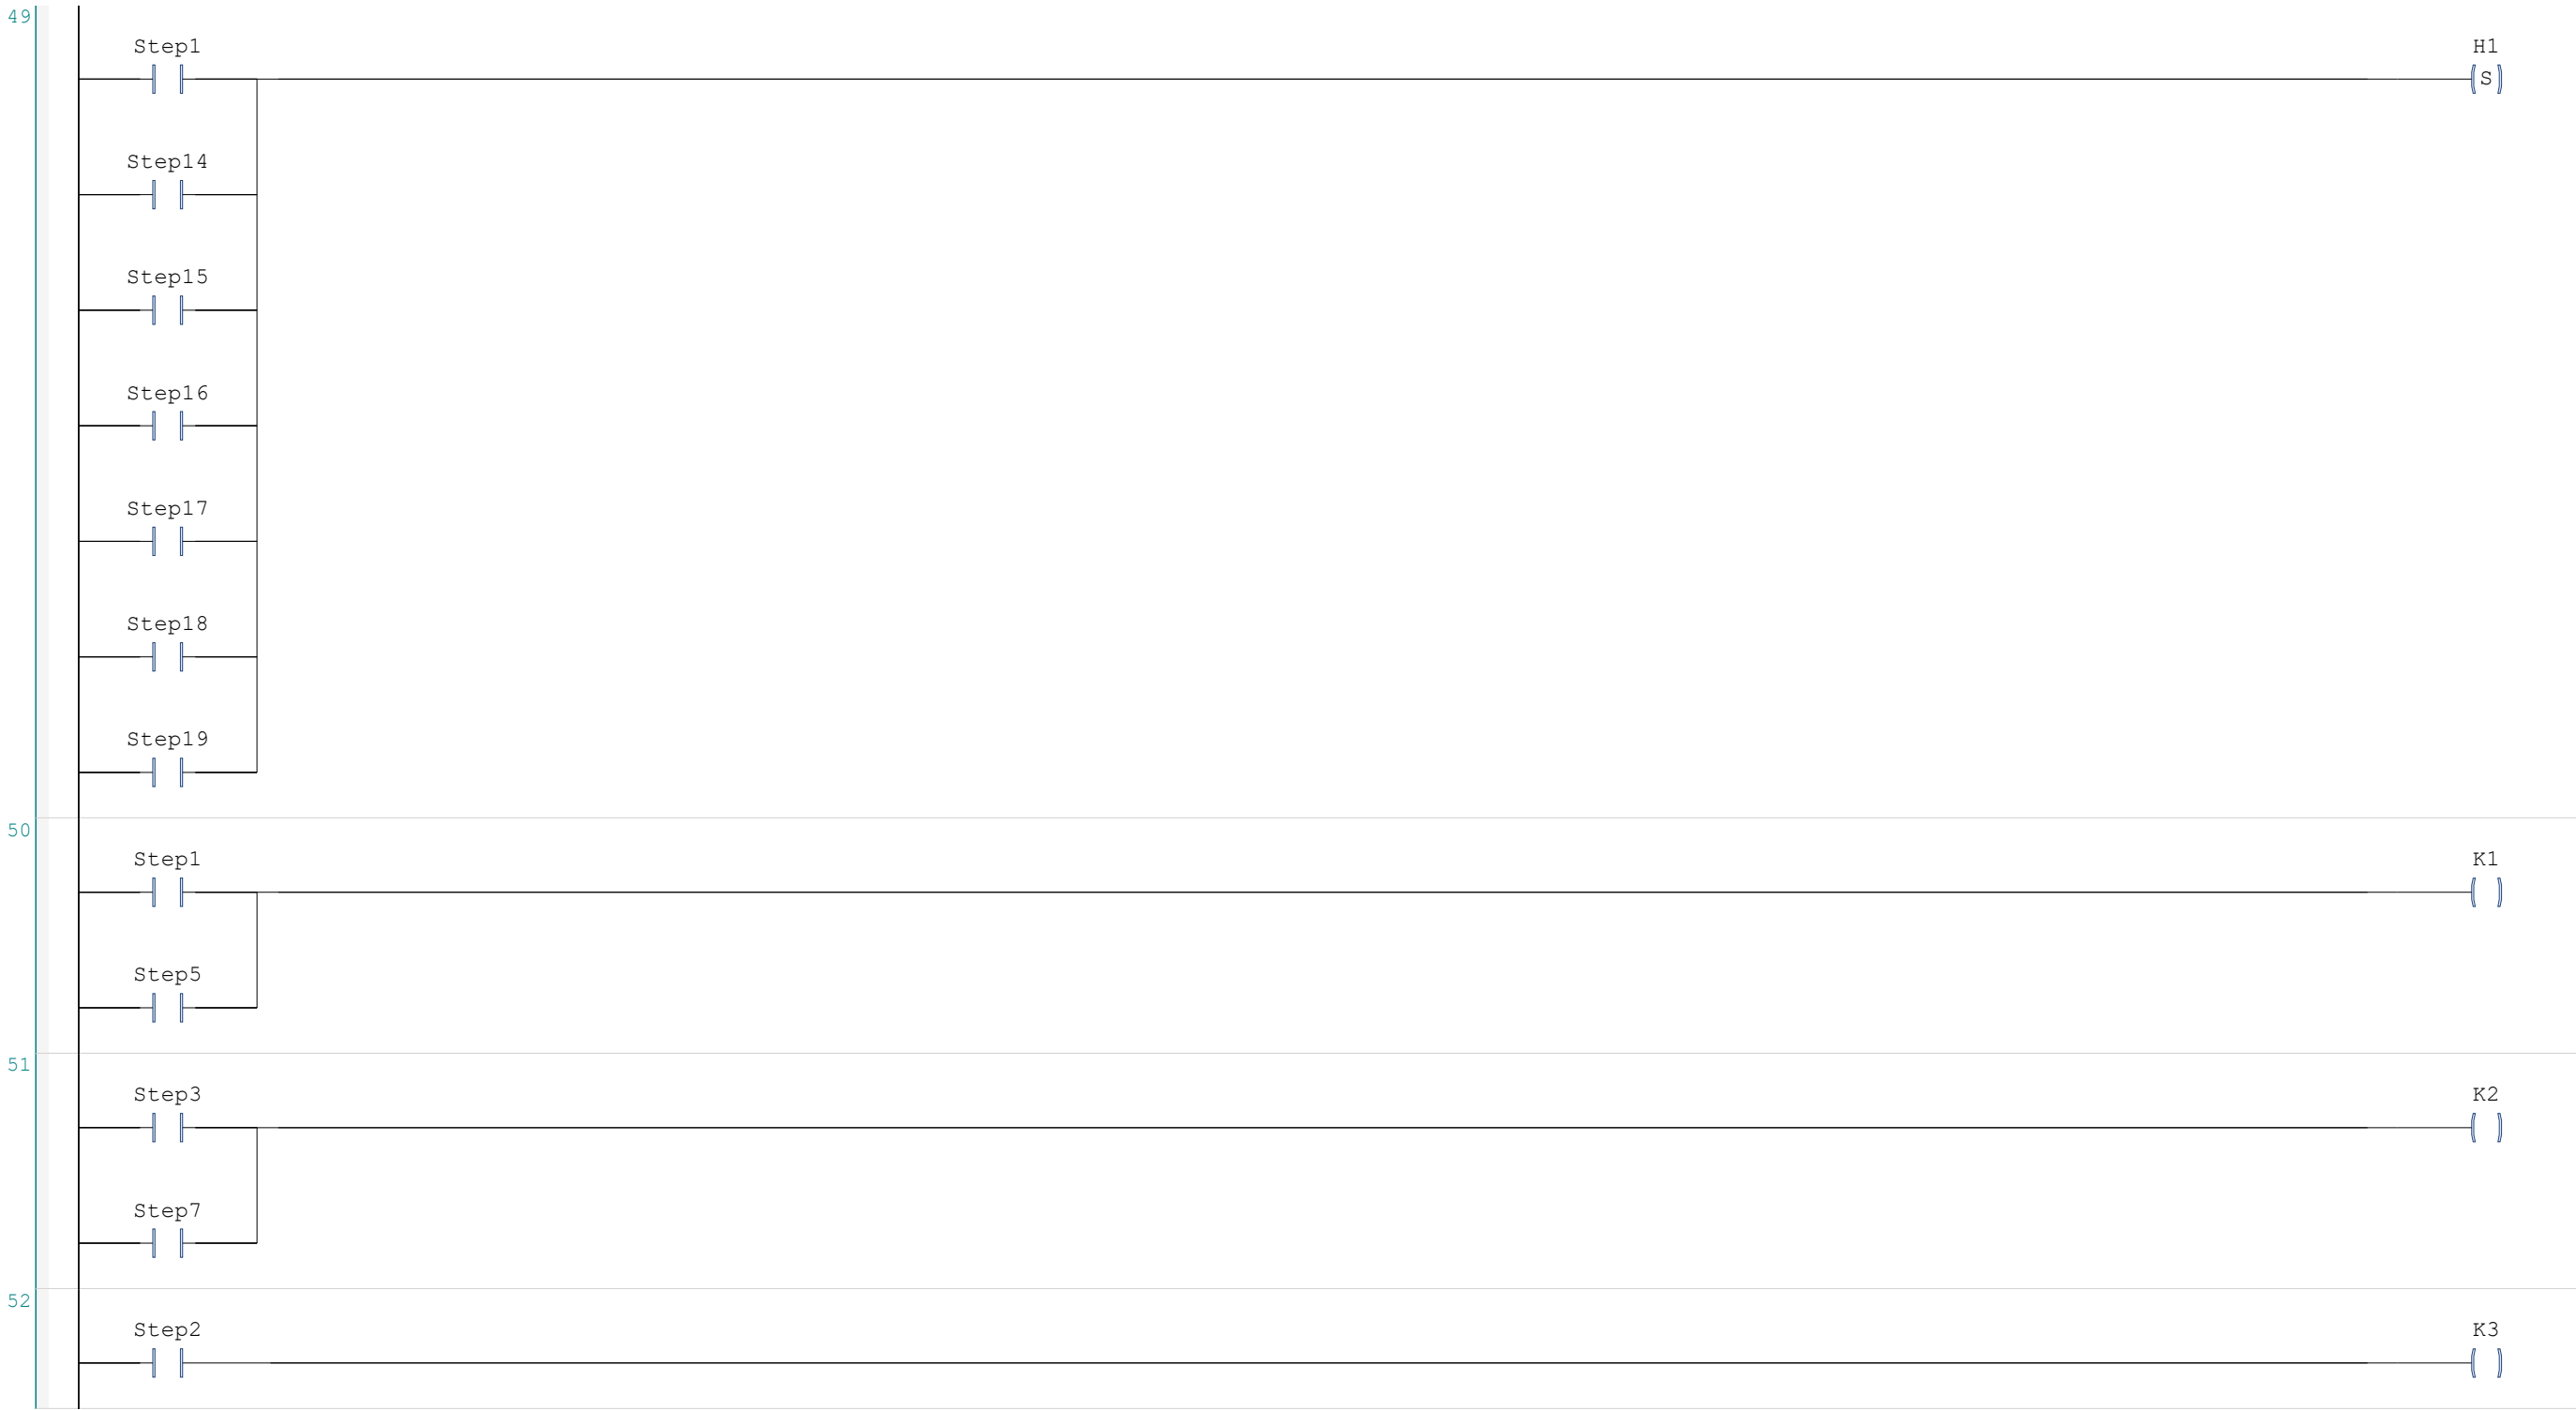 49
Step1 H1
S
Step14
Step15
Step16
Step17
Step18
Step19
50
Step1 K1
Step5
51
Step3 K2
Step7
52
Step2 K3